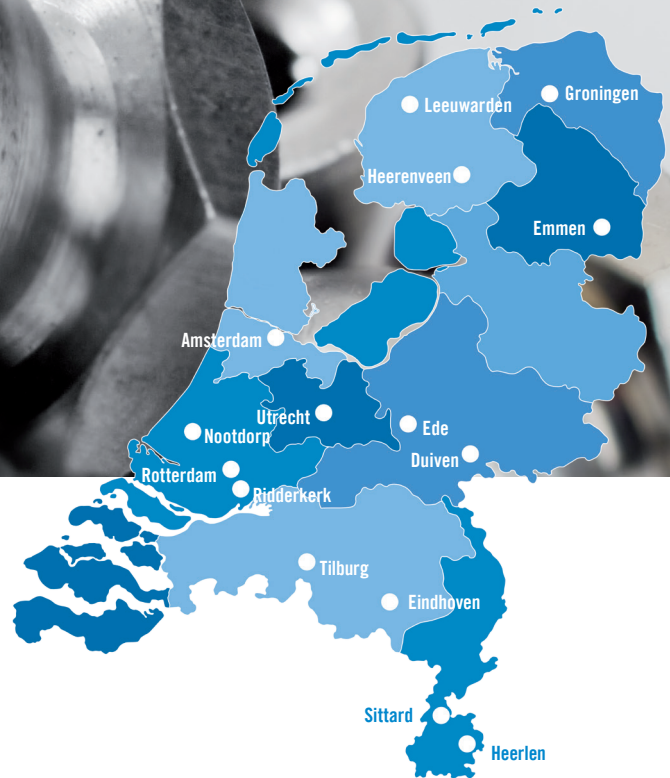 Leeuwarden
Groningen
Heerenveen
Emmen
Amsterdam
Utrecht
Ede
Nootdorp
Duiven
Rotterdam
Ridderkerk
Tilburg
Eindhoven
Sittard
Heerlen